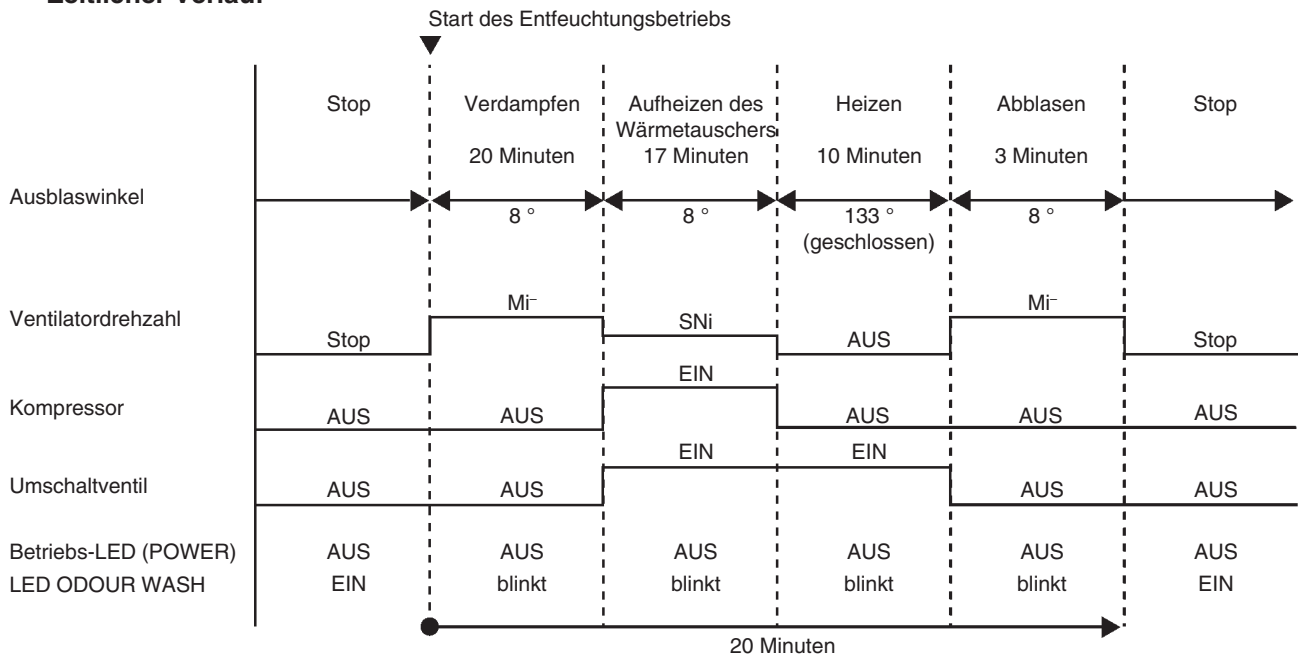 Start des Entfeuchtungsbetriebs
Stop Verdampfen Aufheizen des Heizen Abblasen Stop
Wärmetauschers
20 Minuten 17 Minuten 10 Minuten 3 Minuten
Ausblaswinkel
8 ° 8 ° 133 ° 8 °
(geschlossen)
Mi– Mi–
Ventilatordrehzahl SNi
Stop AUS Stop
EIN
Kompressor
AUS AUS AUS AUS AUS
EIN EIN
Umschaltventil
AUS AUS AUS AUS
Betriebs-LED (POWER) AUS AUS AUS AUS AUS AUS
LED ODOUR WASH EIN blinkt blinkt blinkt blinkt EIN
20 Minuten